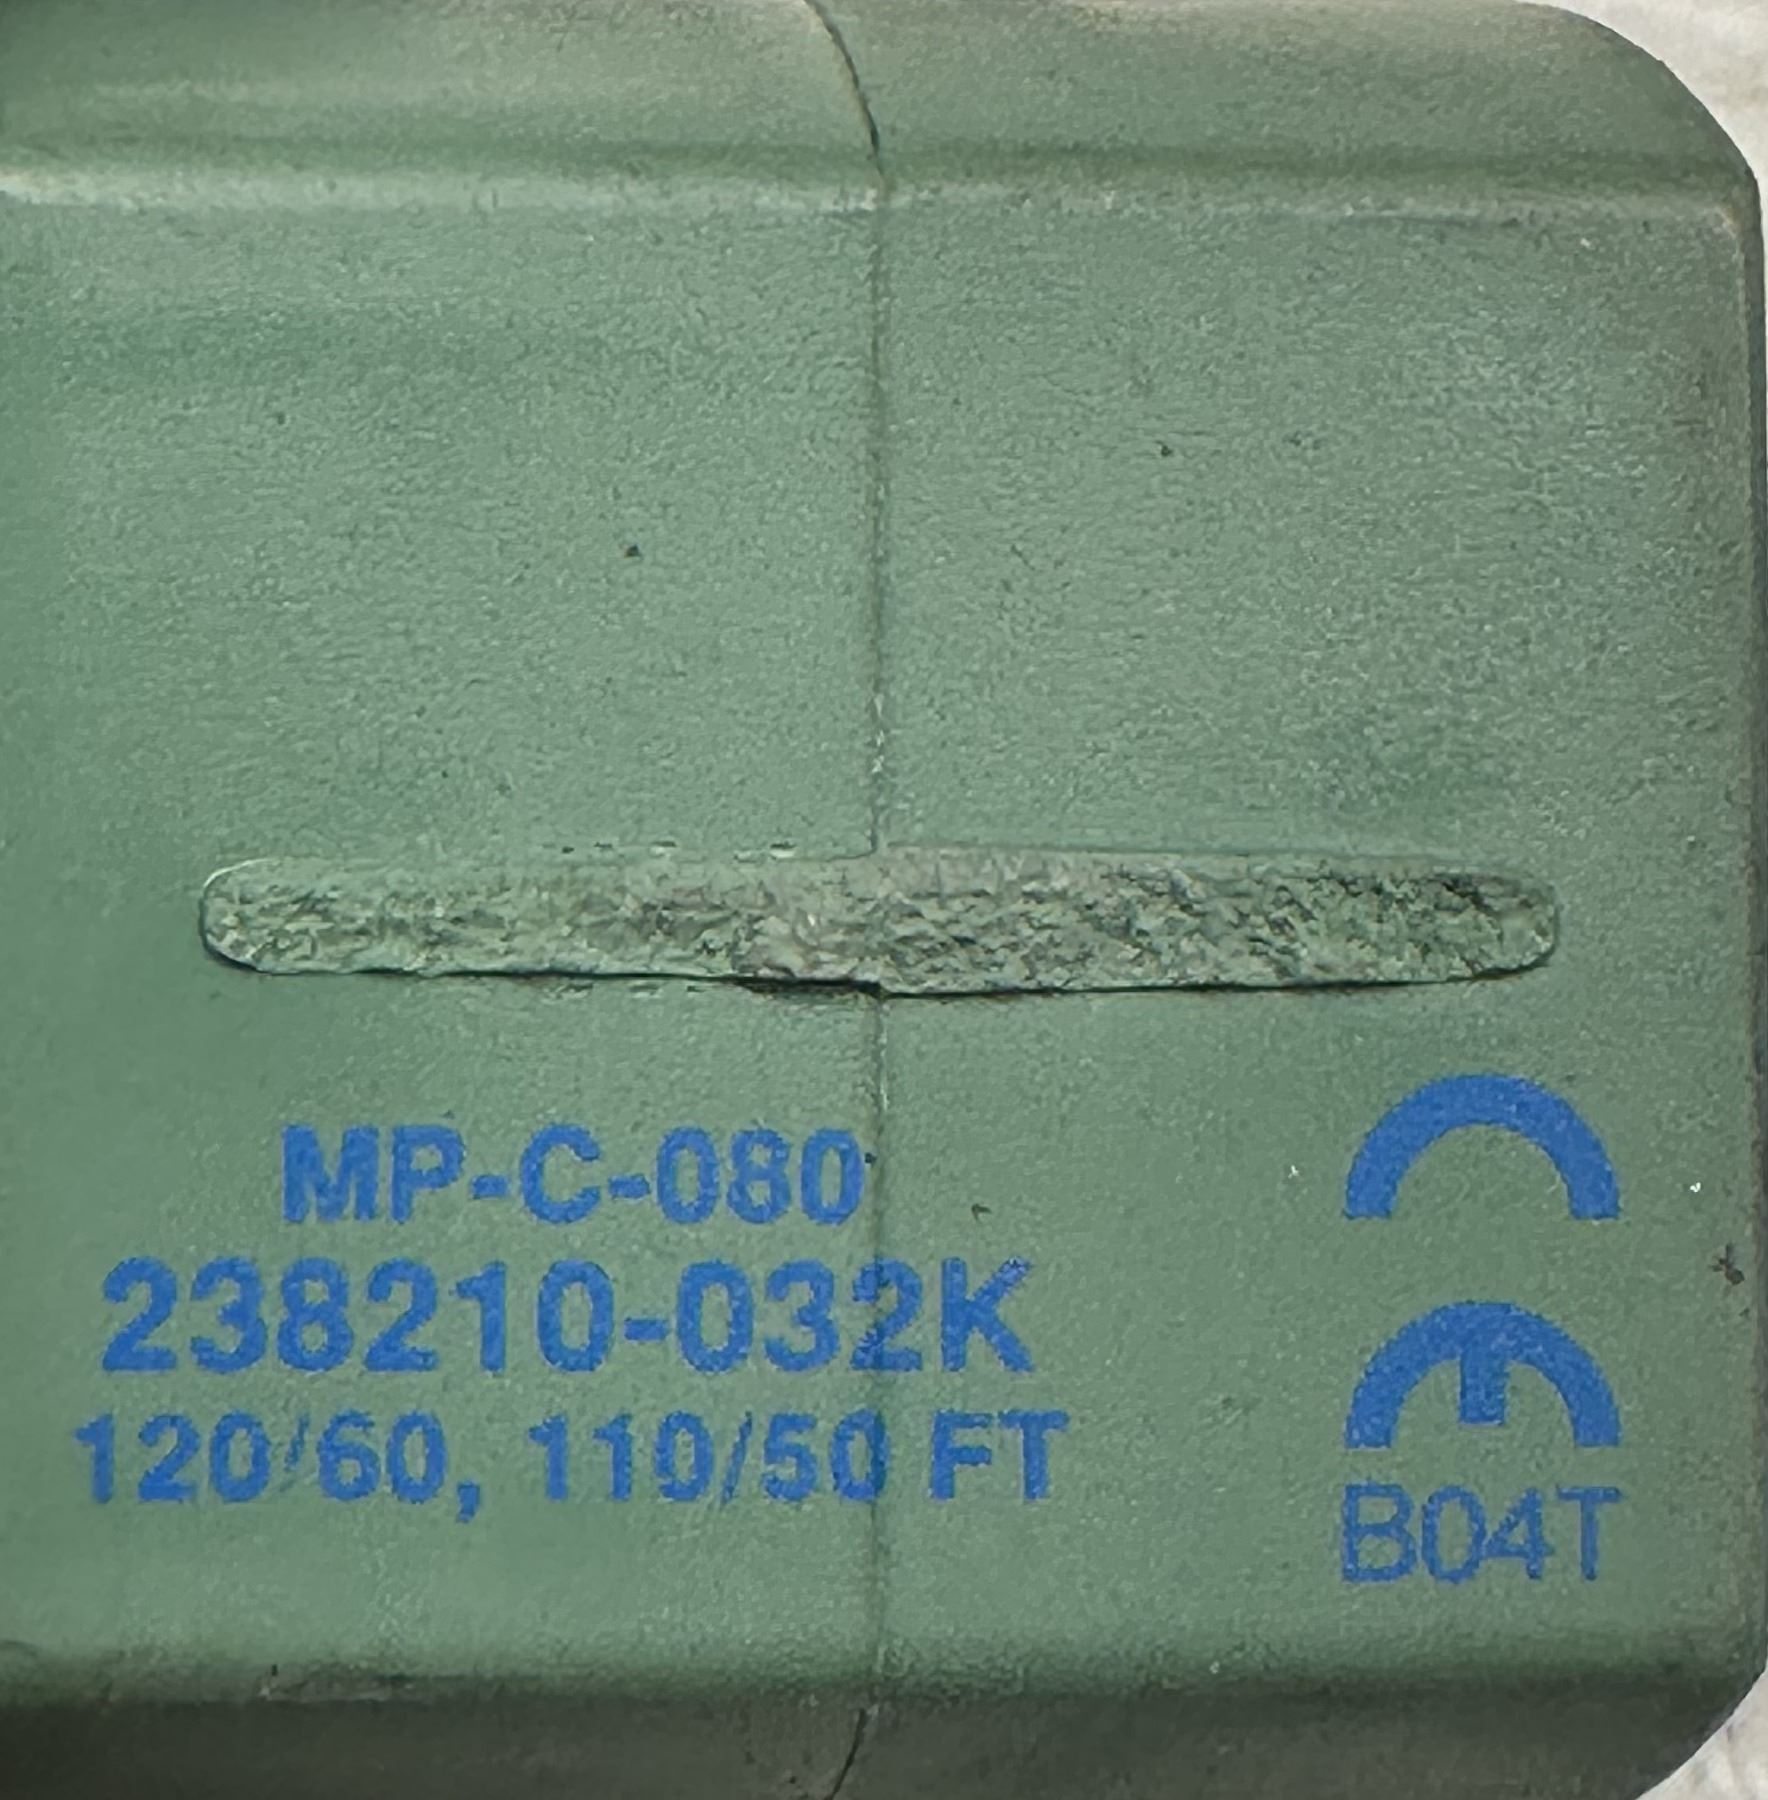 MP-C-080
238210-032K
120/60, 110/50 FT
B04T